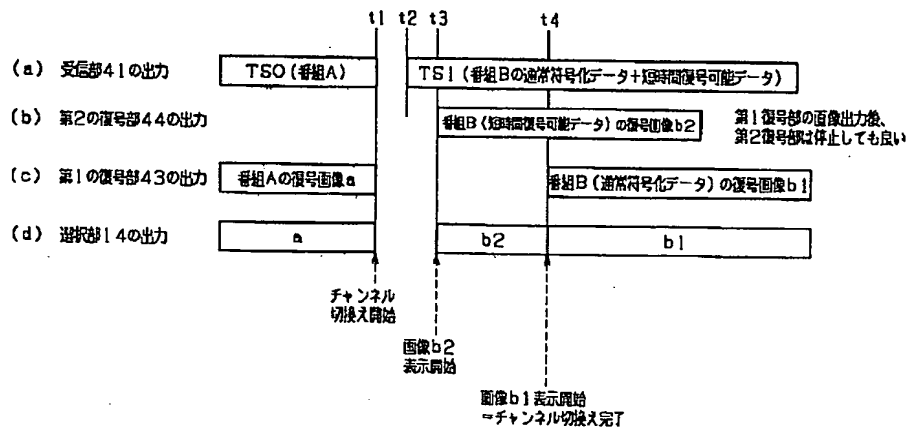 t1 t2 t3 t4
(a) 受信部41の出力 TS0(番組A) TS1(番組Bの通常符号化データ+短時間復号可能データ)
(b) 第2の復号部44の出力 番組B(短時間復号可能データ)の復号画像b2 第1復号部の画像出力後、
第2復号部は停止しても良い
(c) 第1の復号部43の出力 番組Aの復号画像a 番組B(通常符号化データ)の復号画像b1
(d) 選択部14の出力 a b2 b1
チャンネル
切換え開始
画像b2
表示開始
画像b1表示開始
=チャンネル切換え完了